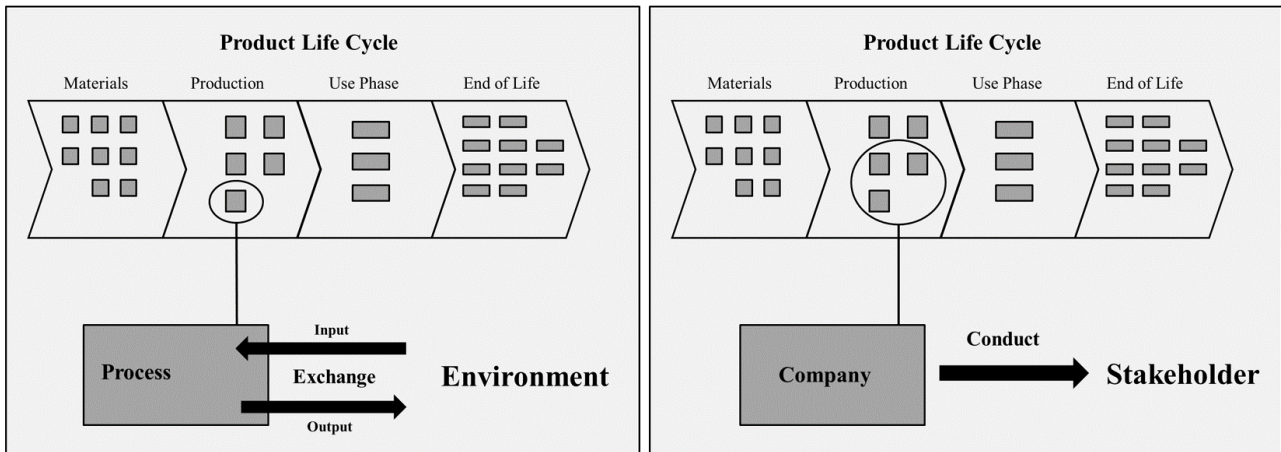 Product Life Cycle
Materials
Production
Use Phase
End of Life
Process
Input
Exchange
Output
Environment
Product Life Cycle
Materials
Production
Use Phase
End of Life
Company
Conduct
Stakeholder